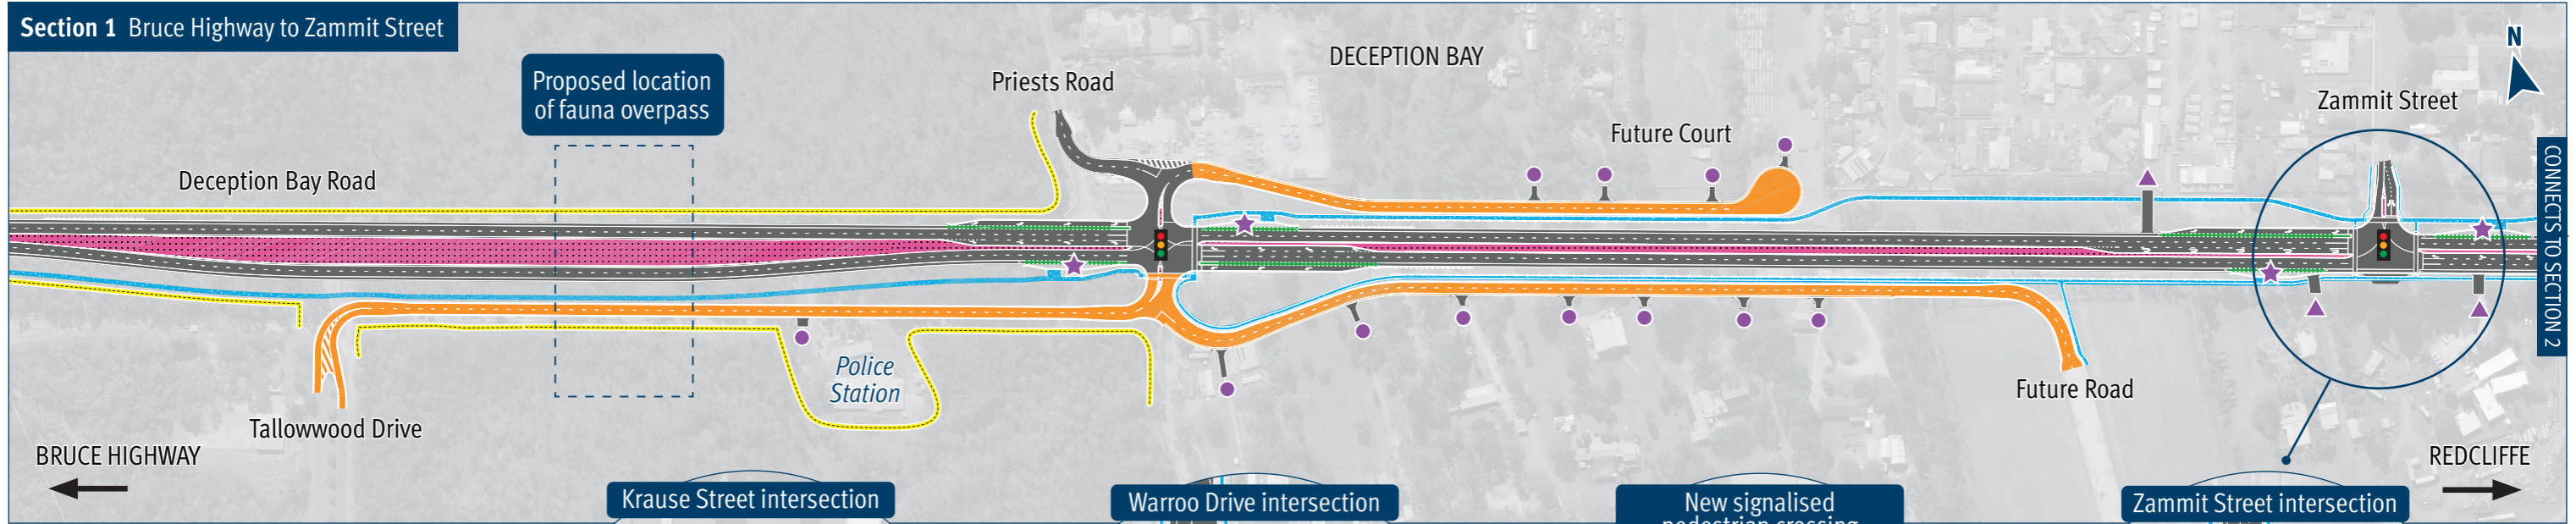 Section 1 Bruce Highway to Zammit Street
DECEPTION BAY
N
Proposed location
of fauna overpass
Priests Road
Zammit Street
Future Court
Deception Bay Road
CONNECTS TO SECTION 2
Police
Station
Future Road
Tallowwood Drive
BRUCE HIGHWAY
REDCLIFFE
Krause Street intersection
Warroo Drive intersection
New signalised
pedestrian crossing
Zammit Street intersection